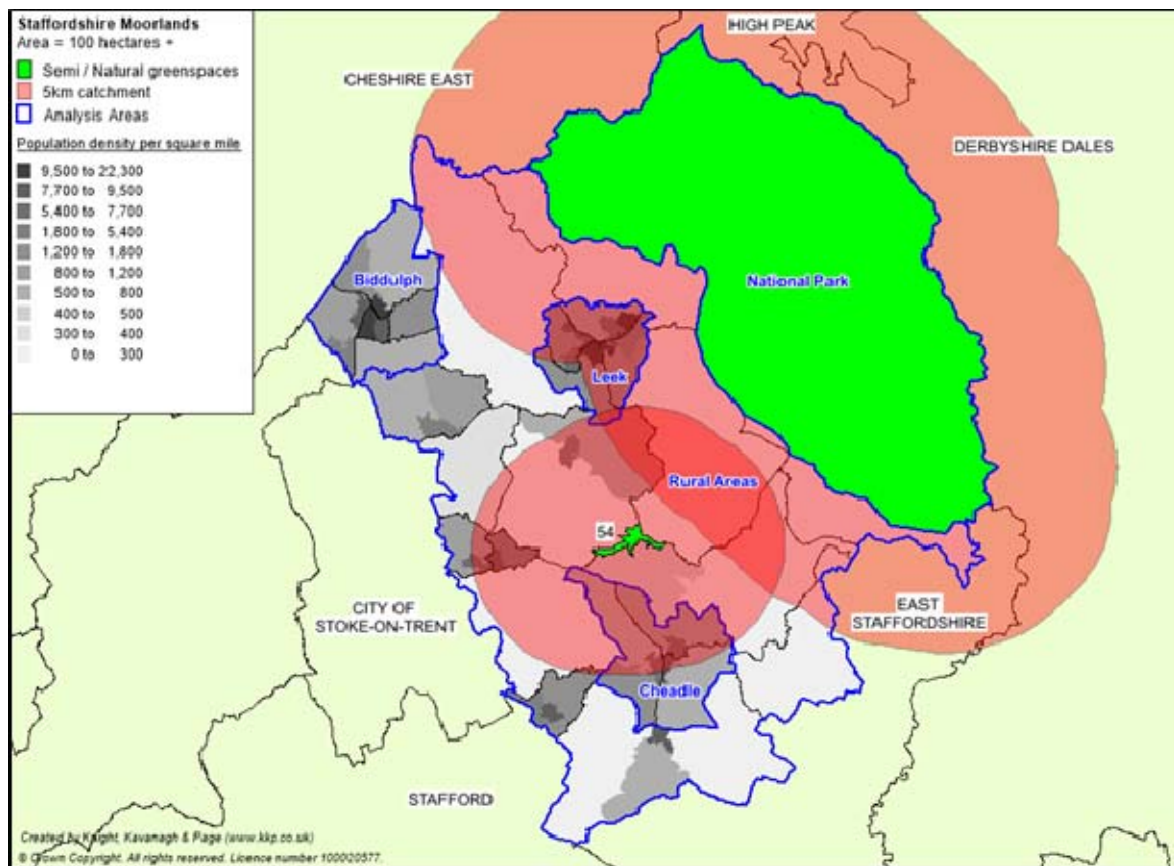 Staffordshire Moorlands
Area = 100 hectares +
Semi / Natural greenspaces
5km catchment
Analysis Areas
Population density per square mile
9,500 to 22,300
7,700 to 9,500
5,400 to 7,700
1,800 to 5,400
1,200 to 1,800
800 to 1,200
500 to 800
400 to 500
300 to 400
0 to 300
HIGH PEAK
CHESHIRE EAST
DERBYSHIRE DALES
Biddulph
National Park
Leek
Rural Areas
54
CITY OF
STOKE-ON-TRENT
EAST
STAFFORDSHIRE
Cheadle
STAFFORD
Created by Knight, Kavanagh & Page (www.kkp.co.uk)
© Crown Copyright. All rights reserved. Licence number 100020577.